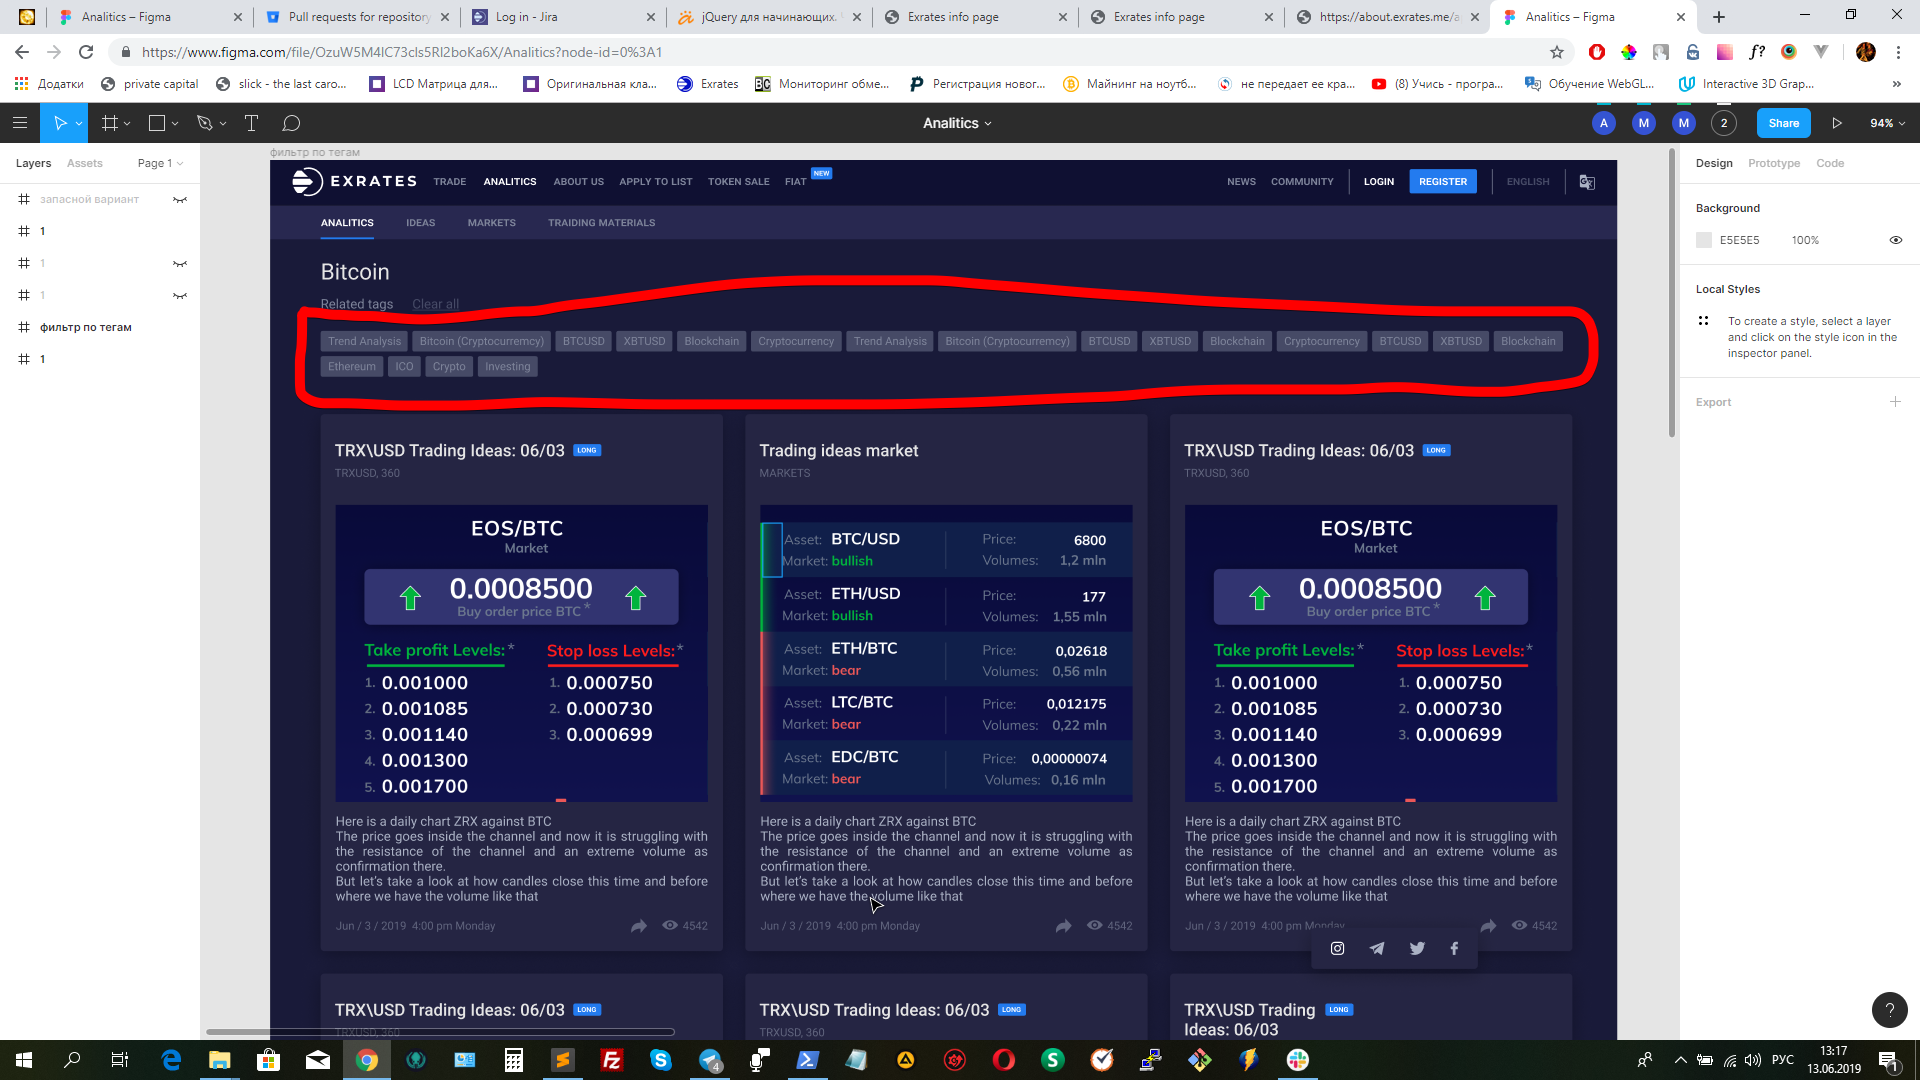 Analitics – Figma
Pull requests for repository
Log in - Jira
jQuery для начинающих.
Exrates info page
Exrates info page
https://about.exrates.me/a
Analitics – Figma
https://www.figma.com/file/OzuW5M4IC73cls5Rl2boKa6X/Analitics?node-id=0%3A1
Додатки
private capital
slick - the last caro...
LCD Матрица для...
Оригинальная кла...
Exrates
Мониторинг обме...
Регистрация новог...
Майнинг на ноутб...
не передает ее кра...
(8) Учись - програ...
Обучение WebGL...
Interactive 3D Grap...
»
Analitics
A
M
M
2
Share
94%
Layers
Assets
Page 1
запасной вариант
1
1
1
фильтр по тегам
1
фильтр по тегам
EXRATES
TRADE
ANALITICS
ABOUT US
APPLY TO LIST
TOKEN SALE
FIAT
NEW
NEWS
COMMUNITY
LOGIN
REGISTER
ENGLISH
ANALITICS
IDEAS
MARKETS
TRAIDING MATERIALS
Bitcoin
Related tags
Clear all
Trend Analysis
Bitcoin (Cryptocurremcy)
BTCUSD
XBTUSD
Blockchain
Cryptocurrency
Trend Analysis
Bitcoin (Cryptocurremcy)
BTCUSD
XBTUSD
Blockchain
Cryptocurrency
BTCUSD
XBTUSD
Blockchain
Ethereum
ICO
Crypto
Investing
TRX\USD Trading Ideas: 06/03
LONG
TRXUSD, 360
EOS/BTC
Market
0.0008500
Buy order price BTC*
Take profit Levels:*
Stop loss Levels:*
1. 0.001000
2. 0.001085
3. 0.001140
4. 0.001300
5. 0.001700
1. 0.000750
2. 0.000730
3. 0.000699
Here is a daily chart ZRX against BTC
The price goes inside the channel and now it is struggling with
the resistance of the channel and an extreme volume as
confirmation there.
But let's take a look at how candles close this time and before
where we have the volume like that
Jun / 3 / 2019 4:00 pm Monday
4542
Trading ideas market
MARKETS
Asset: BTC/USD
Market: bullish
Price: 6800
Volumes: 1,2 mln
Asset: ETH/USD
Market: bullish
Price: 177
Volumes: 1,55 mln
Asset: ETH/BTC
Market: bear
Price: 0,02618
Volumes: 0,56 mln
Asset: LTC/BTC
Market: bear
Price: 0,012175
Volumes: 0,22 mln
Asset: EDC/BTC
Market: bear
Price: 0,00000074
Volumes: 0,16 mln
Here is a daily chart ZRX against BTC
The price goes inside the channel and now it is struggling with
the resistance of the channel and an extreme volume as
confirmation there.
But let's take a look at how candles close this time and before
where we have the volume like that
Jun / 3 / 2019 4:00 pm Monday
4542
TRX\USD Trading Ideas: 06/03
LONG
TRXUSD, 360
EOS/BTC
Market
0.0008500
Buy order price BTC*
Take profit Levels:*
Stop loss Levels:*
1. 0.001000
2. 0.001085
3. 0.001140
4. 0.001300
5. 0.001700
1. 0.000750
2. 0.000730
3. 0.000699
Here is a daily chart ZRX against BTC
The price goes inside the channel and now it is struggling with
the resistance of the channel and an extreme volume as
confirmation there.
But let's take a look at how candles close this time and before
where we have the volume like that
Jun / 3 / 2019 4:00 pm Monday
4542
TRX\USD Trading Ideas: 06/03
LONG
TRXUSD, 360
TRX\USD Trading Ideas: 06/03
LONG
TRXUSD, 360
TRX\USD Trading
Ideas: 06/03
LONG
Design
Prototype
Code
Background
E5E5E5
100%
Local Styles
To create a style, select a layer
and click on the style icon in the
inspector panel.
Export
?
4
РУС
13:17
13.06.2019
1